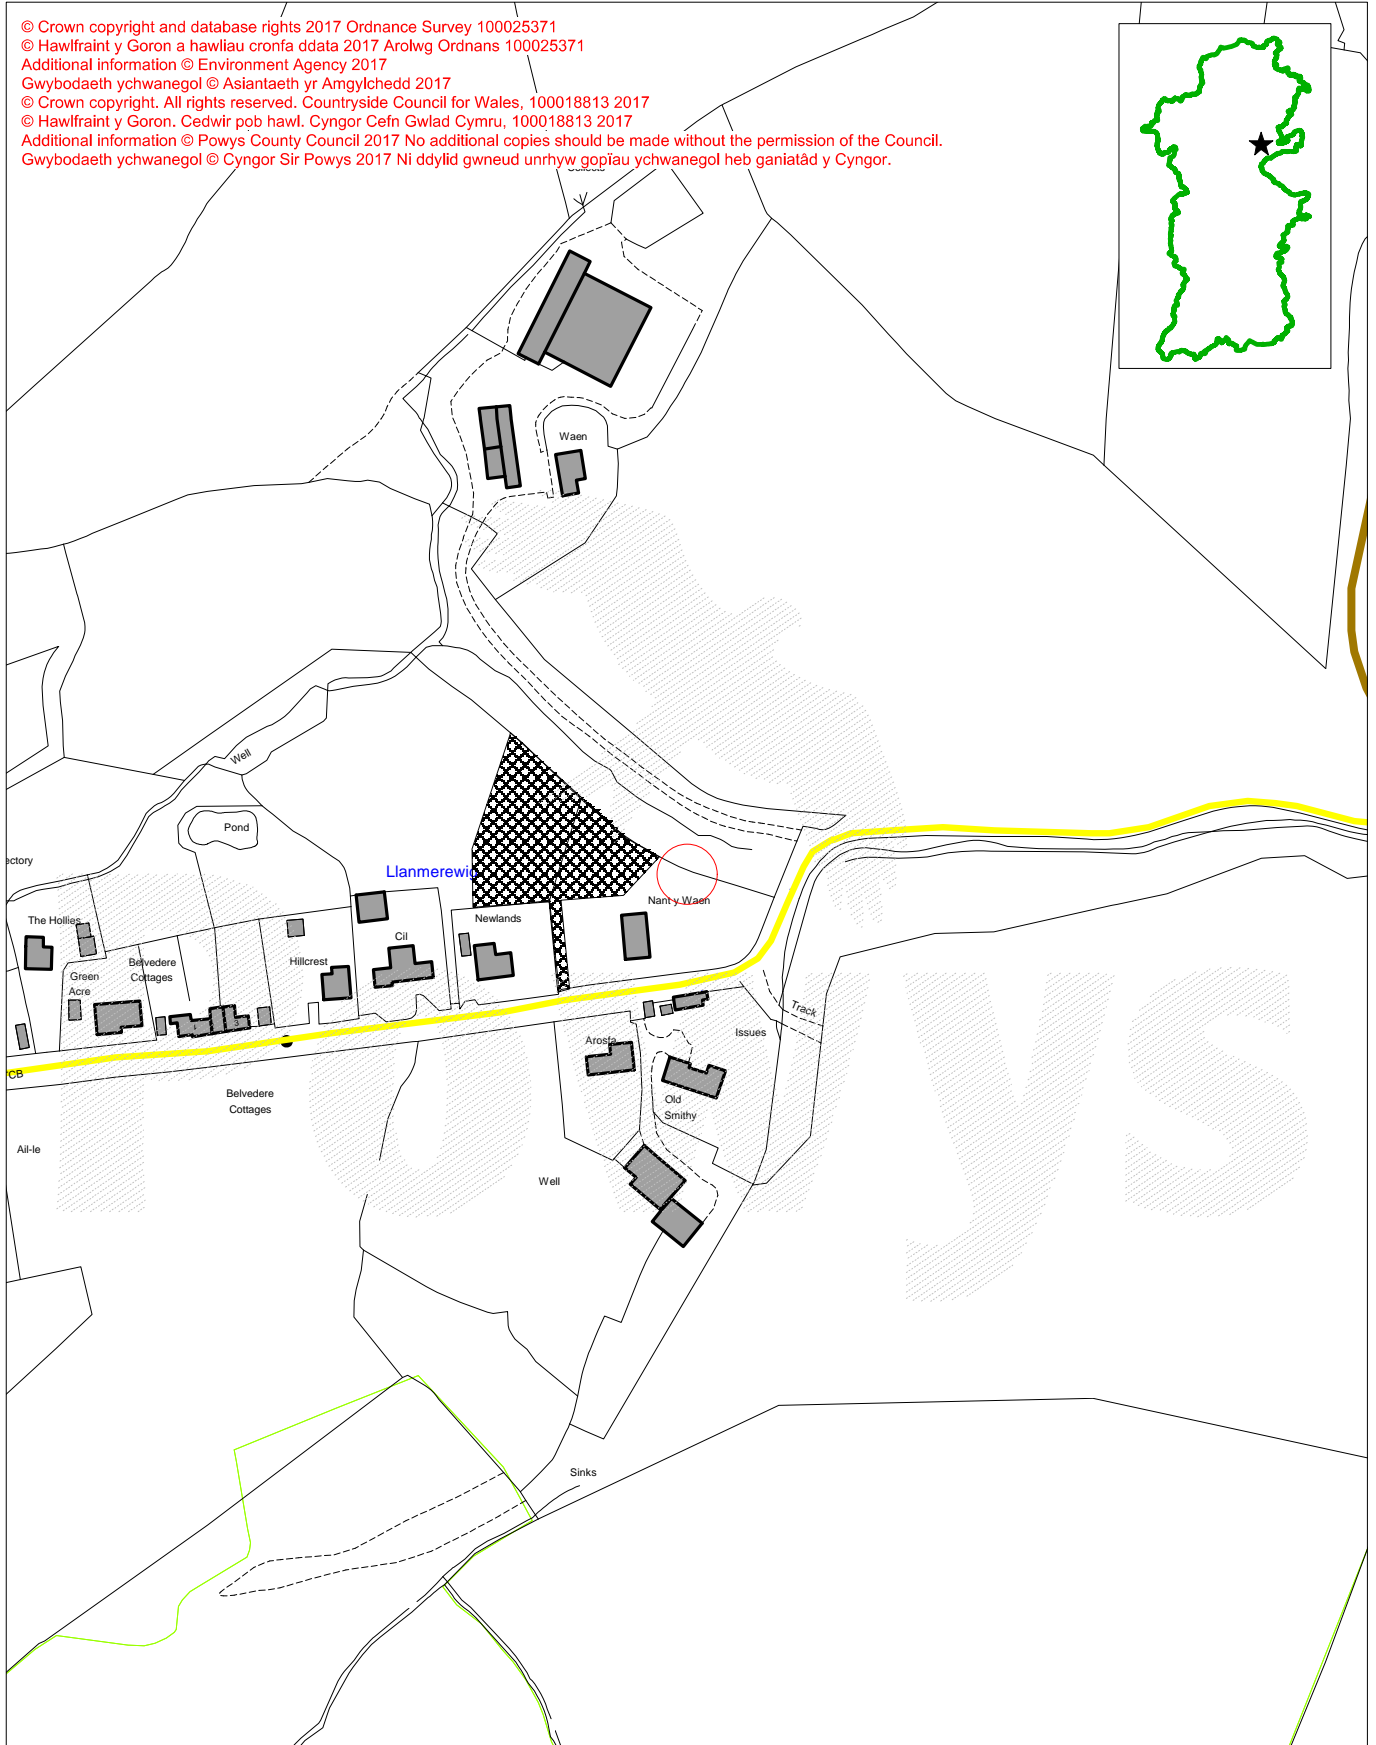 © Crown copyright and database rights 2017 Ordnance Survey 100025371
© Hawlfraint y Goron a hawliau cronfa ddata 2017 Arolwg Ordnans 100025371
Additional information © Environment Agency 2017
Gwybodaeth ychwanegol © Asiantaeth yr Amgylchedd 2017
© Crown copyright. All rights reserved. Countryside Council for Wales, 100018813 2017
© Hawlfraint y Goron. Cedwir pob hawl. Cyngor Cefn Gwlad Cymru, 100018813 2017
Additional information © Powys County Council 2017 No additional copies should be made without the permission of the Council.
Gwybodaeth ychwanegol © Cyngor Sir Powys 2017 Ni ddylid gwneud unrhyw gopïau ychwanegol heb ganiatâd y Cyngor.
Collects
Waen
Well
Pond
ectory
Llanmerewig
Nant y Waen
The Hollies
Newlands
Cil
Hillcrest
Belvedere
Cottages
Green
Acre
3
Track
Issues
Arosfa
TCB
Belvedere
Cottages
Old
Smithy
Ail-le
Well
Sinks
Powys